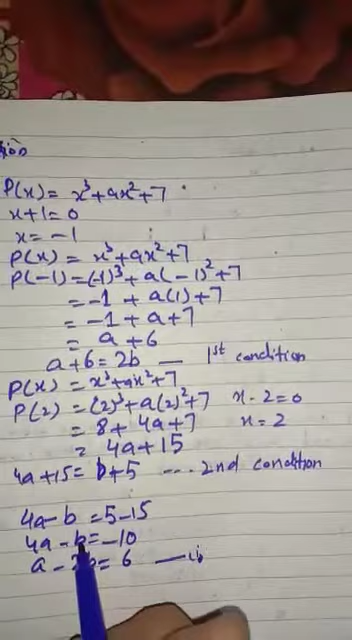 P(x) = x³+ax²+7
x+1=0
x = -1
P(x) = x³+ax²+7
P(-1) = (-1)³ + a(-1)²+7
= -1 + a(1)+7
= -1 + a+7
= a+6
a+6=2b — 1st condition
P(x) = x³+ax²+7
P(2) = (2)³+a(2)²+7 x-2=0
= 8+ 4a+7 x=2
= 4a+15
4a+15= b+5 ---- 2nd condition
4a-b =5-15
4a-b=-10
a - = 6